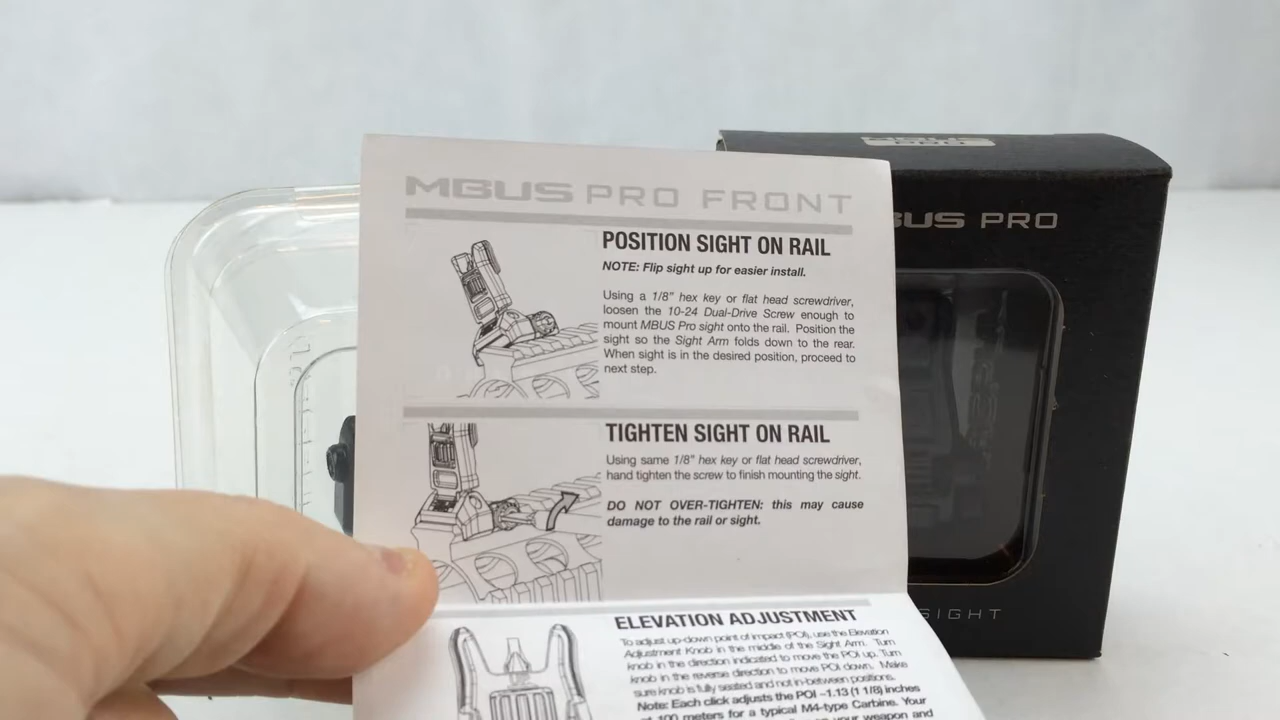 MBUS
PRO
MBUS PRO FRONT
BUS PRO
POSITION SIGHT ON RAIL
NOTE: Flip sight up for easier install.
Using a 1/8" hex key or flat head screwdriver,
loosen the 10-24 Dual-Drive Screw enough to
mount MBUS Pro sight onto the rail. Position the
sight so the Sight Arm folds down to the rear.
When sight is in the desired position, proceed to
next step.
TIGHTEN SIGHT ON RAIL
Using same 1/8" hex key or flat head screwdriver,
hand tighten the screw to finish mounting the sight.
DO NOT OVER-TIGHTEN: this may cause
damage to the rail or sight.
SIGHT
ELEVATION ADJUSTMENT
To adjust up-down point of impact (POI), use the Elevation
Adjustment Knob in the middle of the Sight Arm. Turn
knob in the direction indicated to move the POI up. Turn
knob in the reverse direction to move POI down. Make
sure knob is fully seated and not in-between positions.
Note: Each click adjusts the POI ~1.13 (1 1/8) inches
at 100 meters for a typical M4-type Carbine. Your
on your weapon and